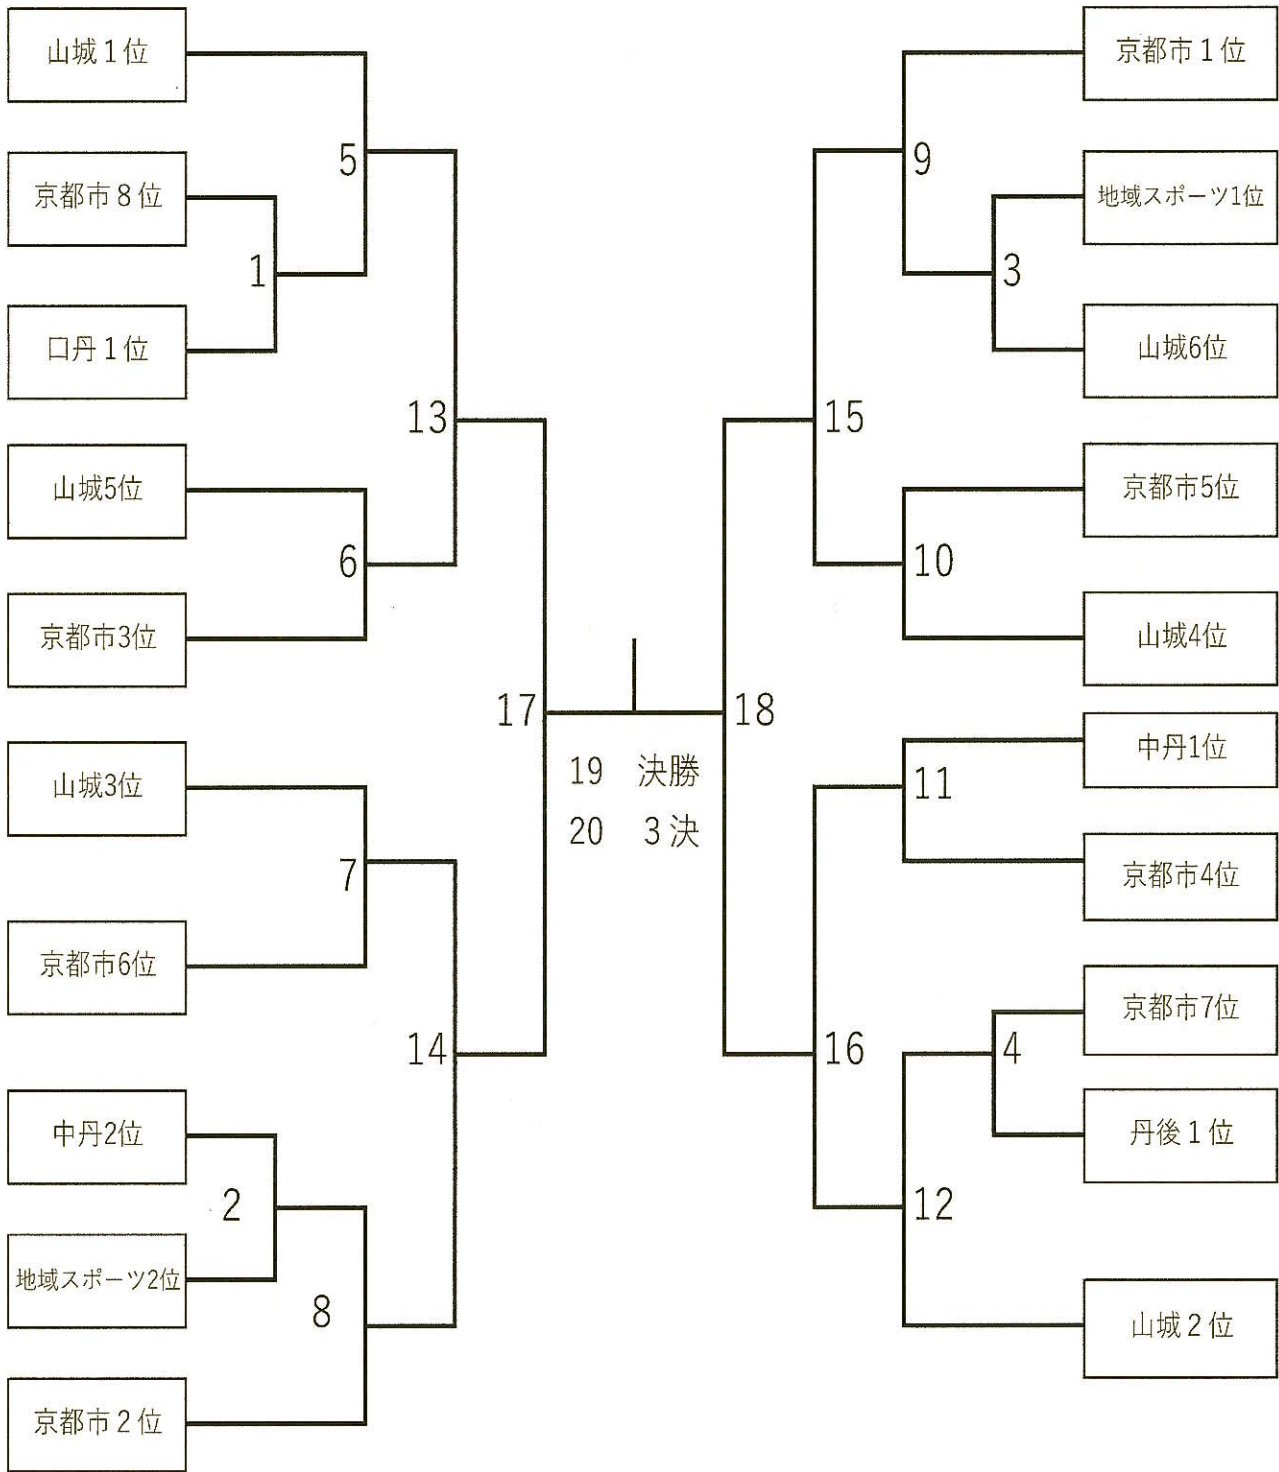 山城１位
京都市８位
口丹１位
山城5位
京都市3位
山城3位
京都市6位
中丹2位
地域スポーツ2位
京都市２位
1
5
6
13
7
2
8
14
17
19 決勝
20 ３決
18
15
9
3
10
11
16
4
12
京都市１位
地域スポーツ1位
山城6位
京都市5位
山城4位
中丹1位
京都市4位
京都市7位
丹後１位
山城２位